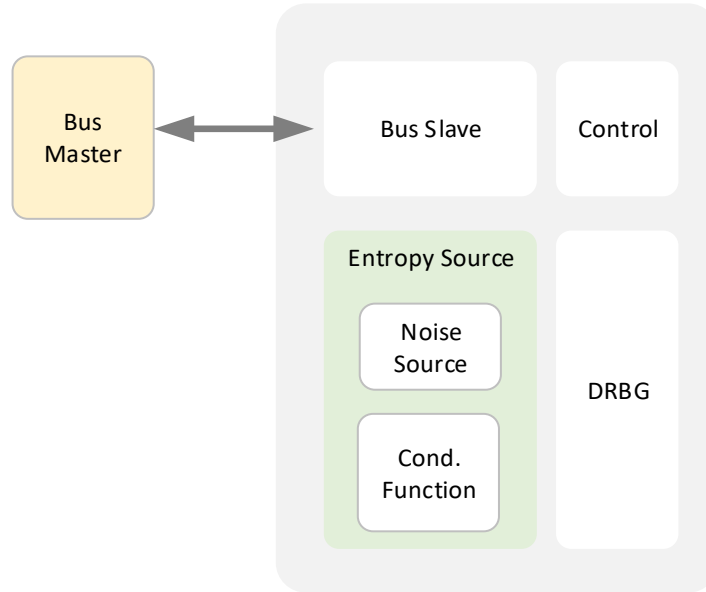 Bus
Master
Bus Slave
Control
Entropy Source
Noise
Source
Cond.
Function
DRBG